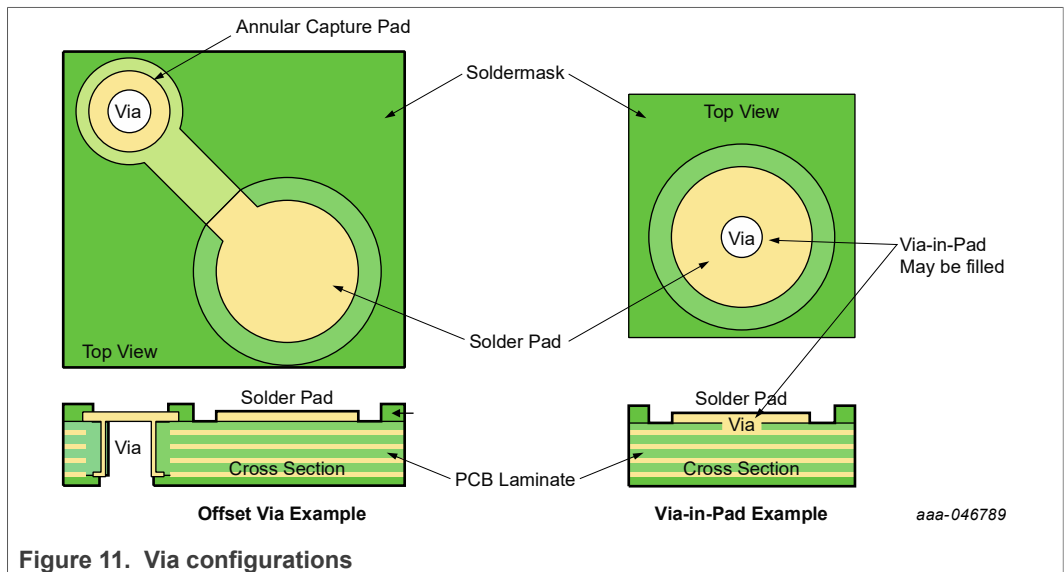 Annular Capture Pad
Via
Soldermask
Top View
Via
Via-in-Pad
May be filled
Solder Pad
Top View
Solder Pad
Via
Cross Section
PCB Laminate
Solder Pad
Via
Cross Section
Offset Via Example
Via-in-Pad Example
aaa-046789
Figure 11. Via configurations